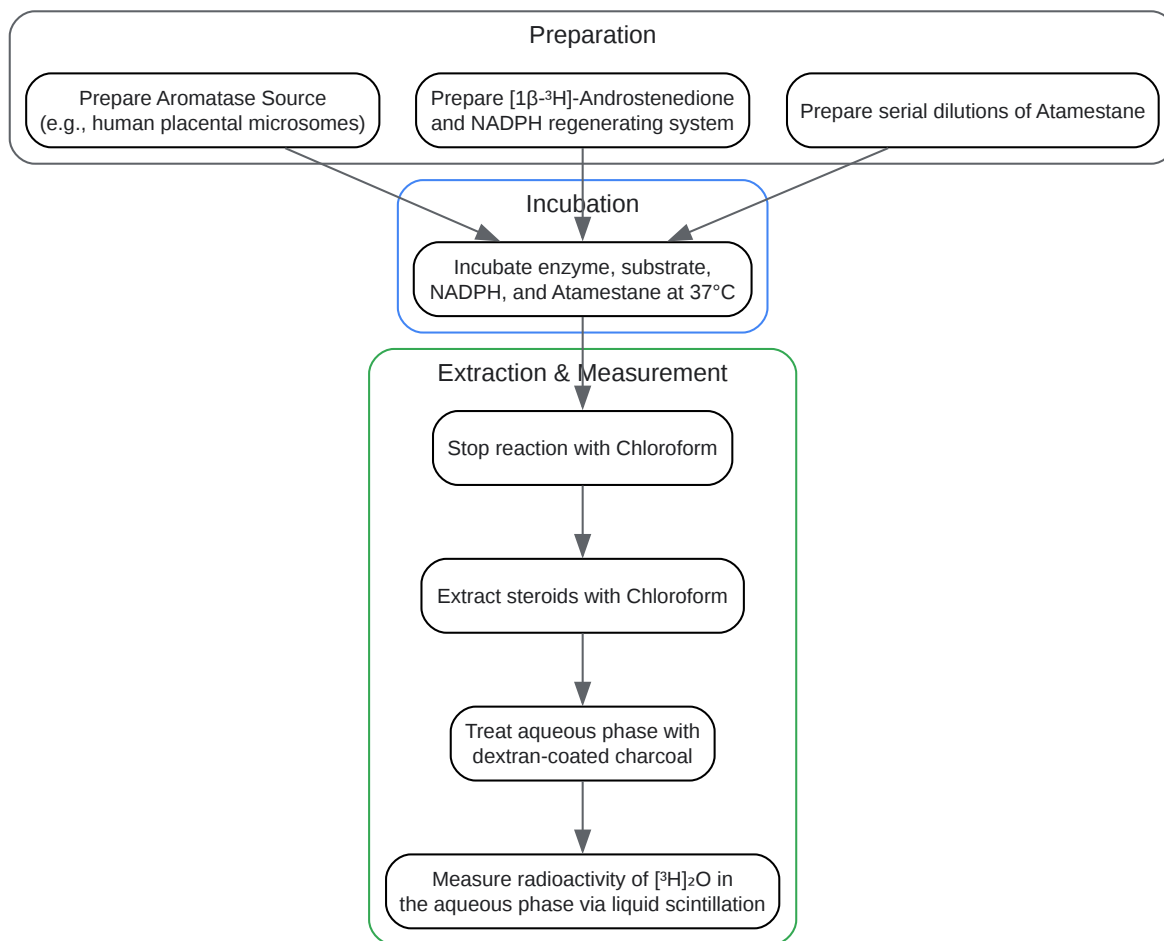 Preparation
Prepare Aromatase Source
(e.g., human placental microsomes)
Prepare [1β-³H]-Androstenedione
and NADPH regenerating system
Prepare serial dilutions of Atamestane
Incubation
Incubate enzyme, substrate,
NADPH, and Atamestane at 37°C
Extraction & Measurement
Stop reaction with Chloroform
Extract steroids with Chloroform
Treat aqueous phase with
dextran-coated charcoal
Measure radioactivity of [³H]₂O in
the aqueous phase via liquid scintillation